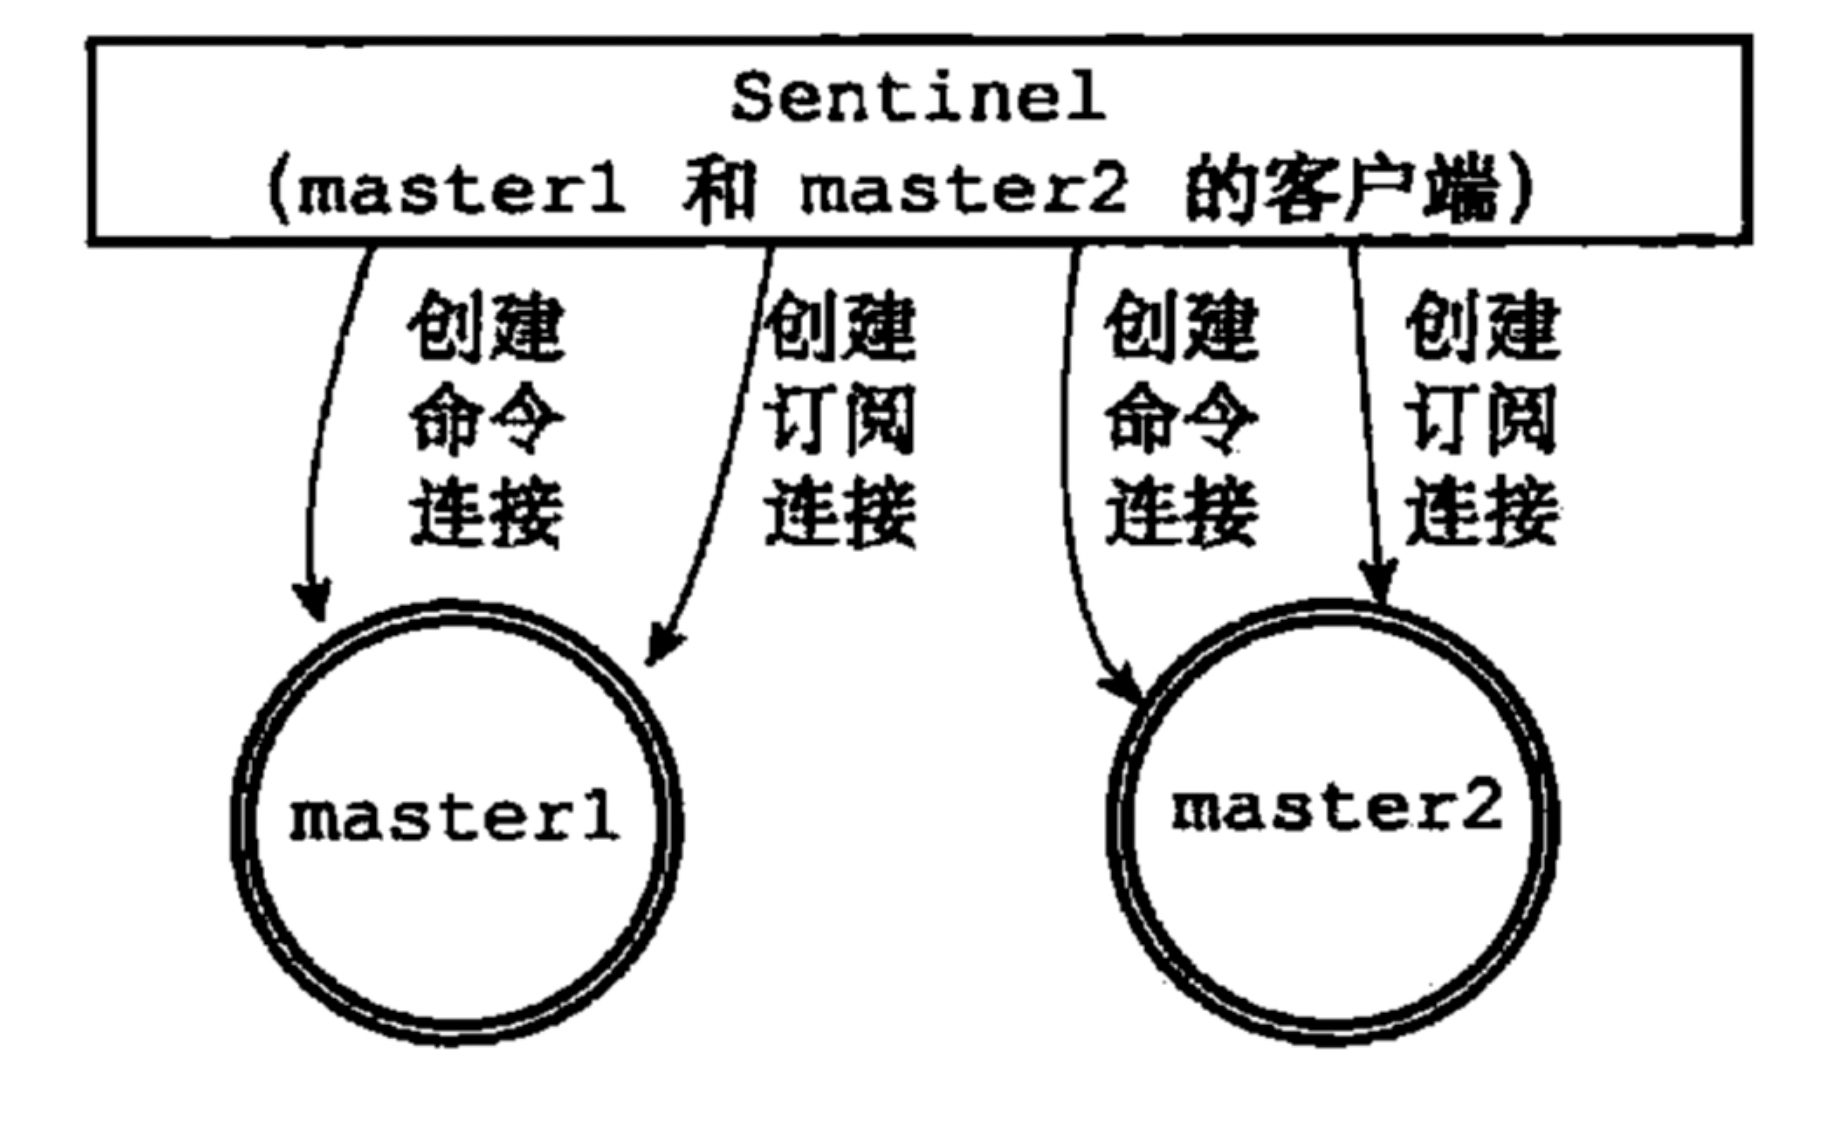 Sentinel
(master1 和 master2 的客户端)
创建
命令
连接
创建
订阅
连接
创建
命令
连接
创建
订阅
连接
master1
master2